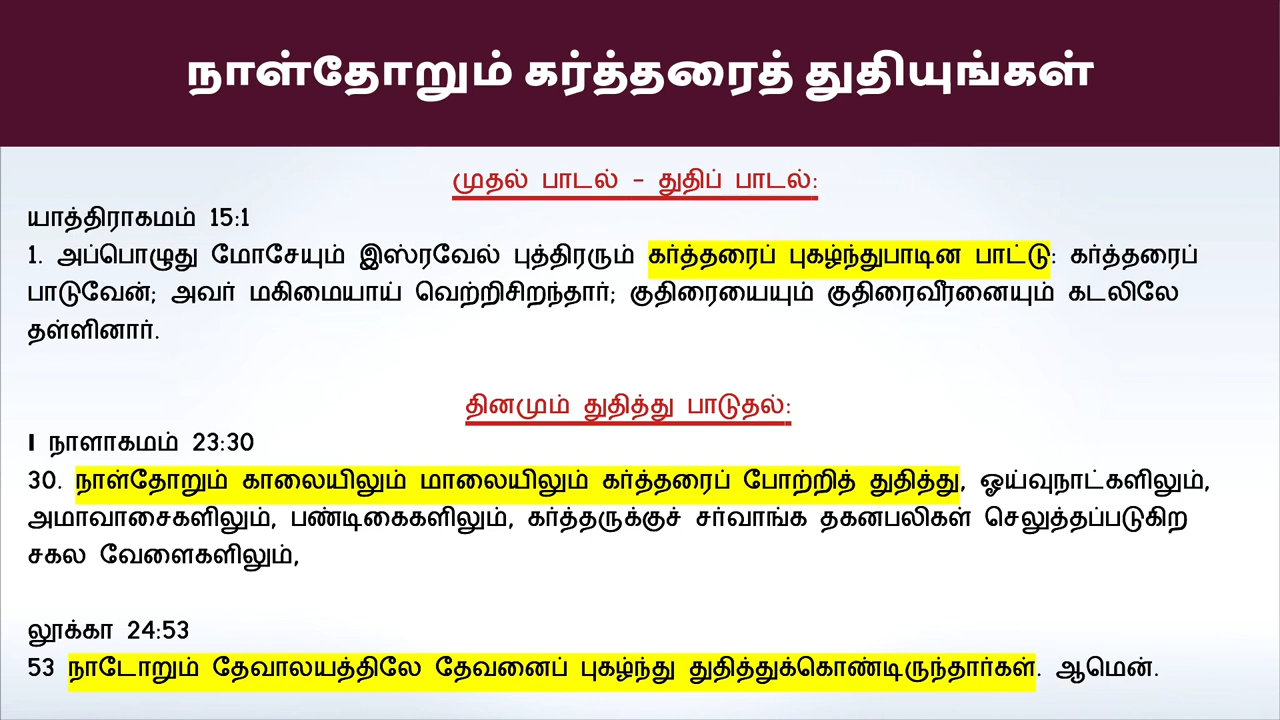 நாள்தோறும் கர்த்தரைத் துதியுங்கள்
முதல் பாடல் - துதிப் பாடல்:
யாத்திராகமம் 15:1
1. அப்பொழுது மோசேயும் இஸ்ரவேல் புத்திரரும் கர்த்தரைப் புகழ்ந்துபாடின பாட்டு: கர்த்தரைப்
பாடுவேன்; அவர் மகிமையாய் வெற்றிசிறந்தார்; குதிரையையும் குதிரைவீரனையும் கடலிலே
தள்ளினார்.
தினமும் துதித்து பாடுதல்:
I நாளாகமம் 23:30
30. நாள்தோறும் காலையிலும் மாலையிலும் கர்த்தரைப் போற்றித் துதித்து, ஓய்வுநாட்களிலும்,
அமாவாசைகளிலும், பண்டிகைகளிலும், கர்த்தருக்குச் சர்வாங்க தகனபலிகள் செலுத்தப்படுகிற
சகல வேளைகளிலும்,
லூக்கா 24:53
53 நாடோறும் தேவாலயத்திலே தேவனைப் புகழ்ந்து துதித்துக்கொண்டிருந்தார்கள். ஆமென்.